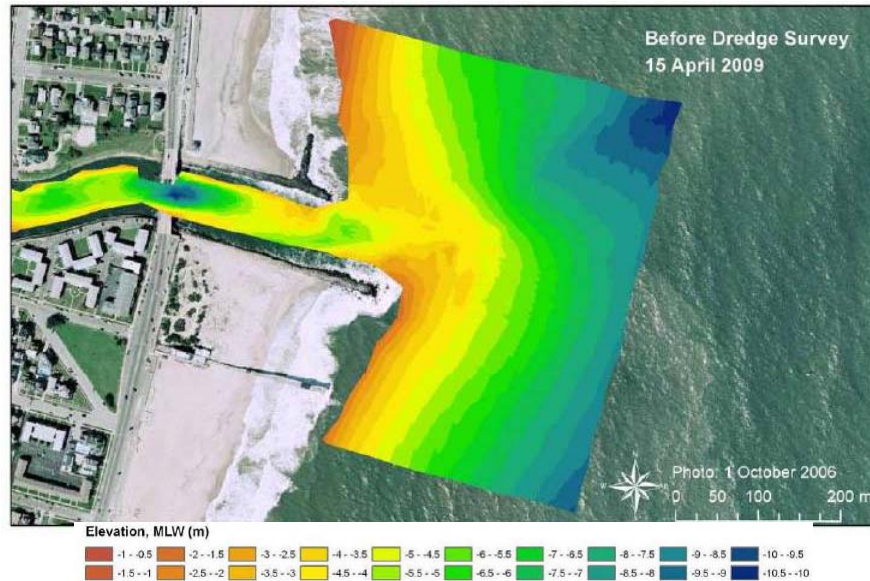 Before Dredge Survey
15 April 2009
N
W
Photo: 1 October 2006
0 50 100 200 m
Elevation, MLW (m)
-1 - -0.5 -2 - -1.5 -3 - -2.5 -4 - -3.5 -5 - -4.5 -6 - -5.5 -7 - -6.5 -8 - -7.5 -9 - -8.5 -10 - -9.5
-1.5 - -1 -2.5 - -2 -3.5 - -3 -4.5 - -4 -5.5 - -5 -6.5 - -6 -7.5 - -7 -8.5 - -8 -9.5 - -9 -10.5 - -10